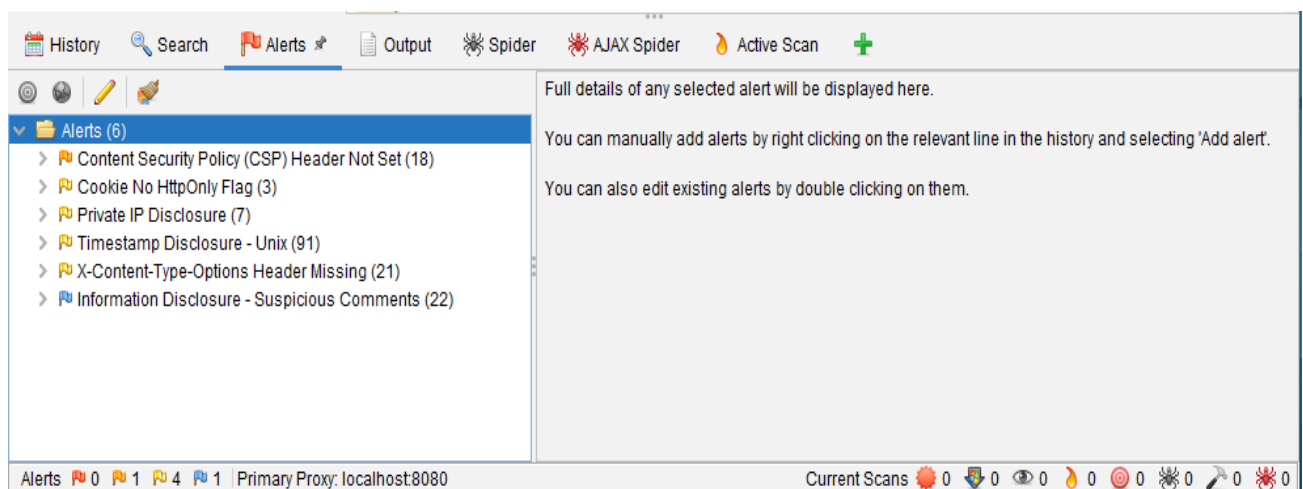 History Search Alerts Output Spider AJAX Spider Active Scan
Alerts (6)
Content Security Policy (CSP) Header Not Set (18)
Cookie No HttpOnly Flag (3)
Private IP Disclosure (7)
Timestamp Disclosure - Unix (91)
X-Content-Type-Options Header Missing (21)
Information Disclosure - Suspicious Comments (22)
Full details of any selected alert will be displayed here.
You can manually add alerts by right clicking on the relevant line in the history and selecting 'Add alert'.
You can also edit existing alerts by double clicking on them.
Alerts 0 1 4 1 Primary Proxy: localhost:8080 Current Scans 0 0 0 0 0 0 0 0